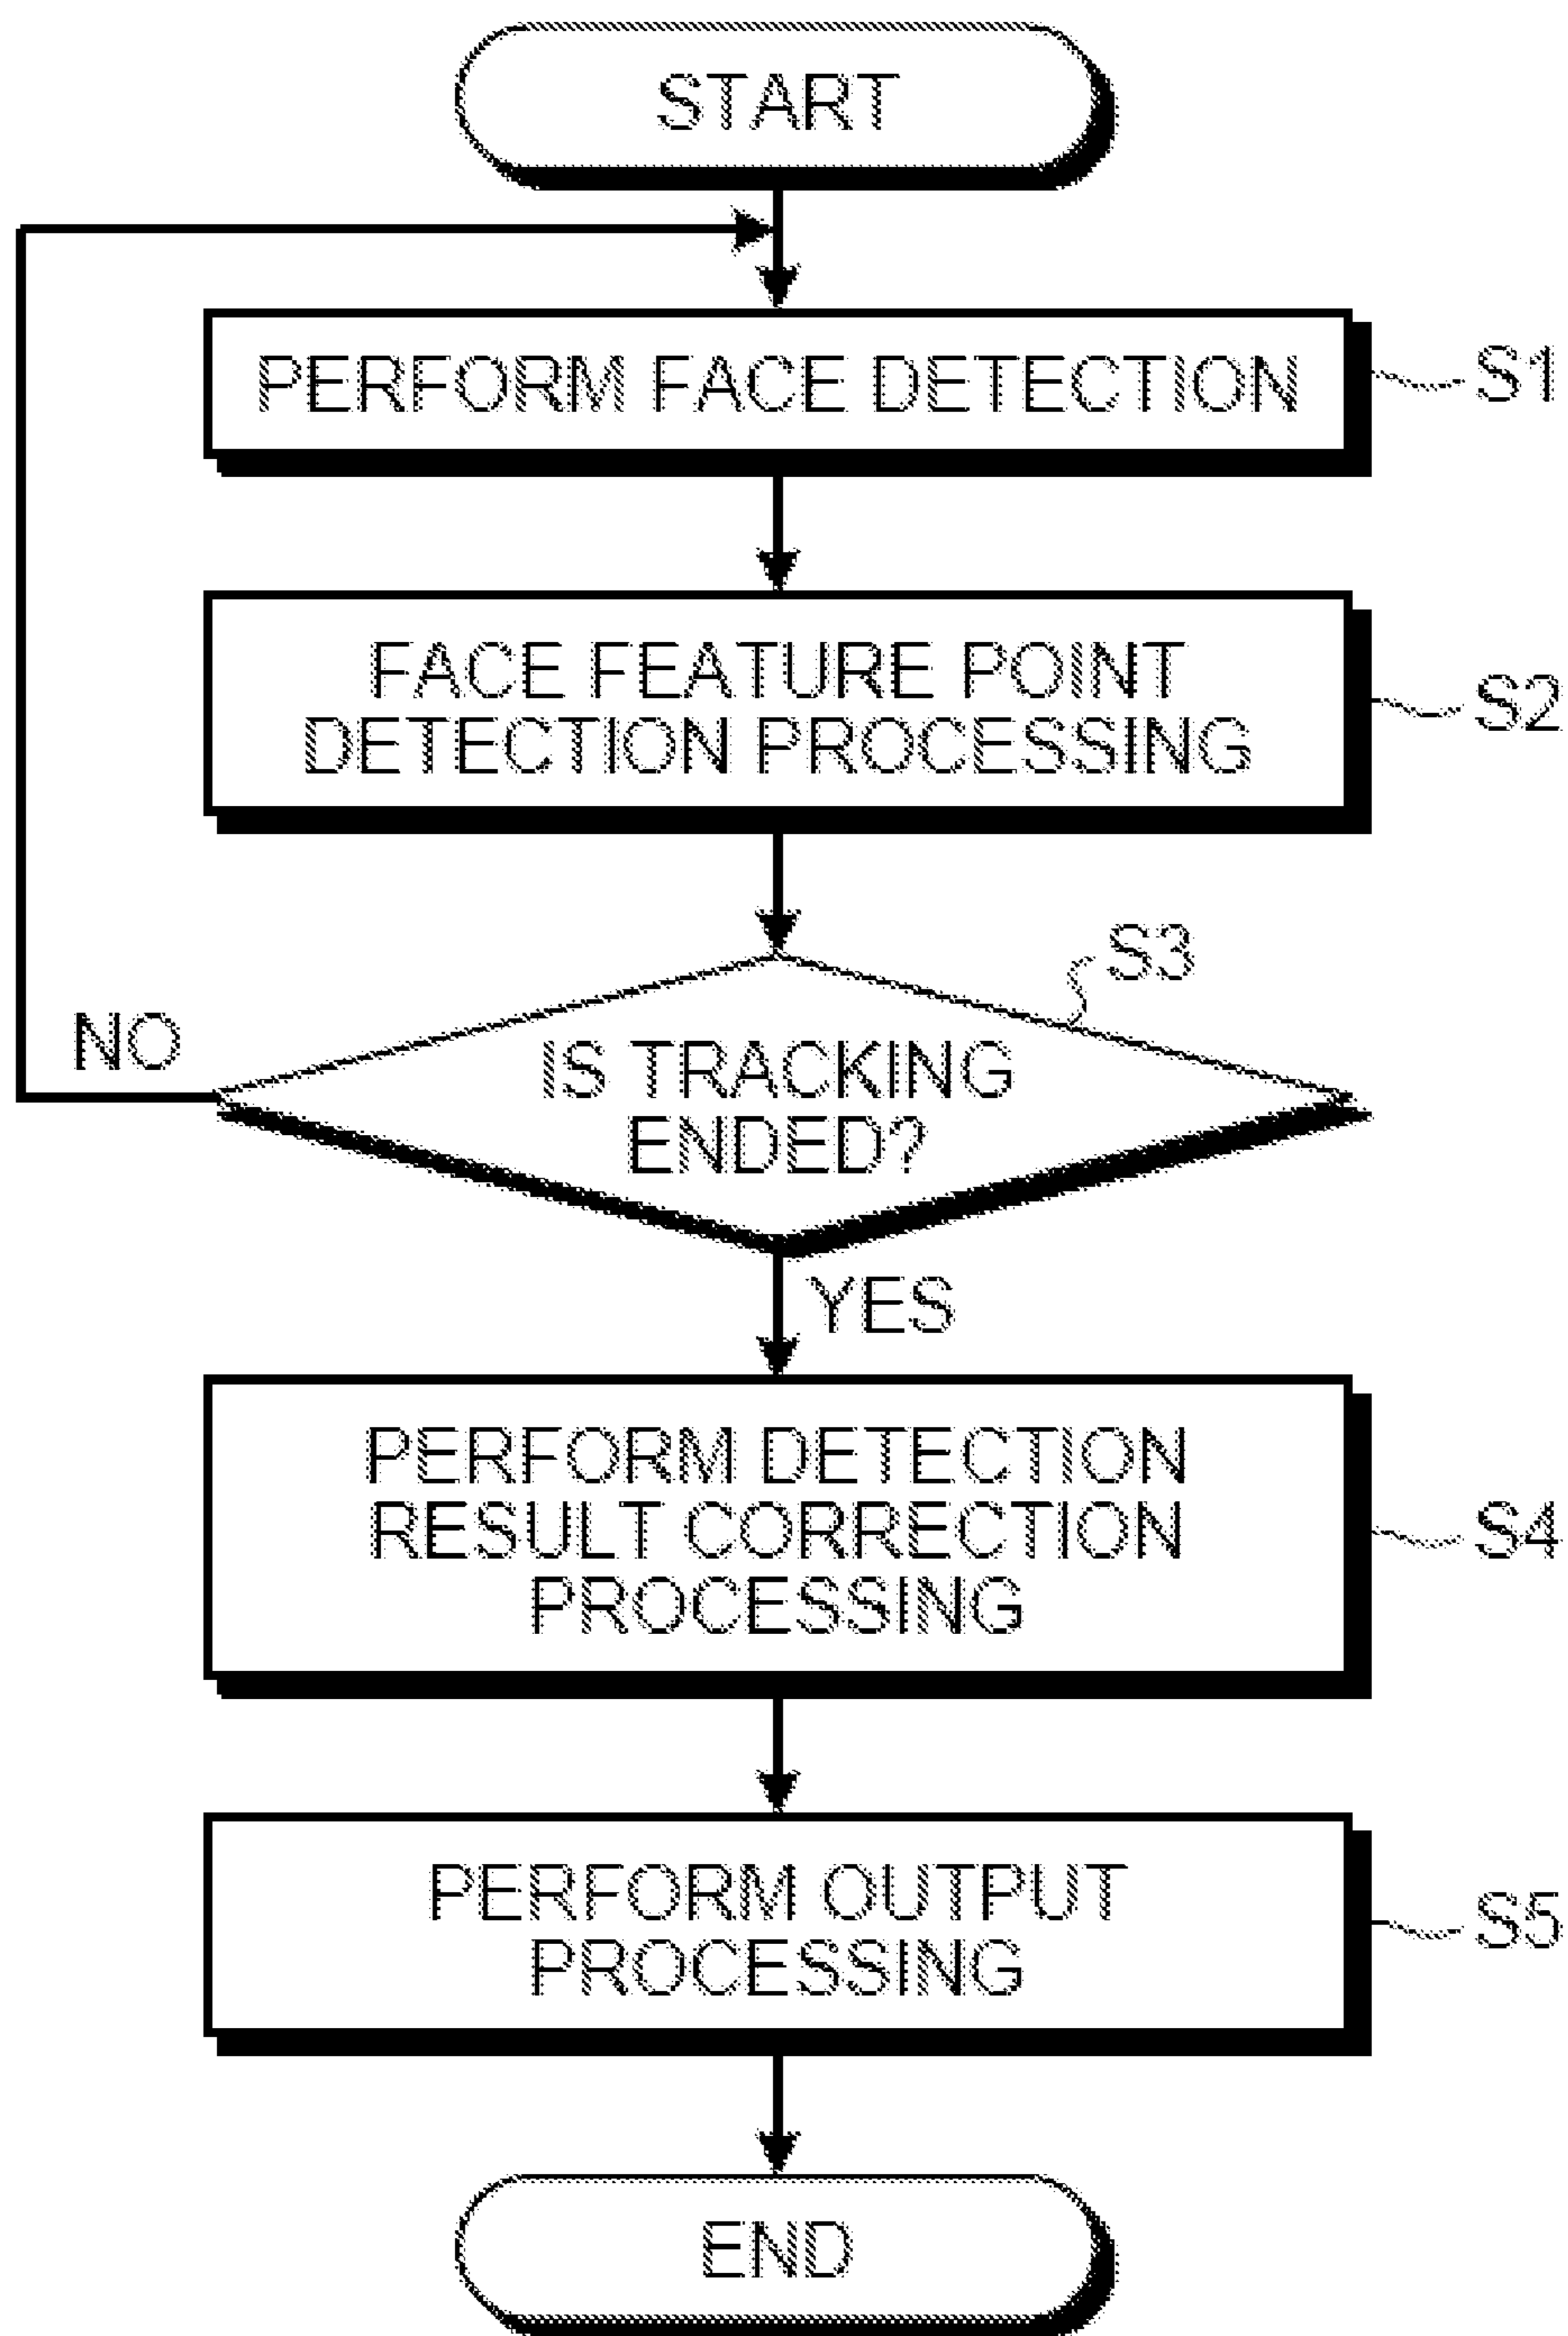 START
PERFORM FACE DETECTION
S1
FACE FEATURE POINT
DETECTION PROCESSING
S2
S3
NO
IS TRACKING
ENDED?
YES
PERFORM DETECTION
RESULT CORRECTION
PROCESSING
S4
PERFORM OUTPUT
PROCESSING
S5
END